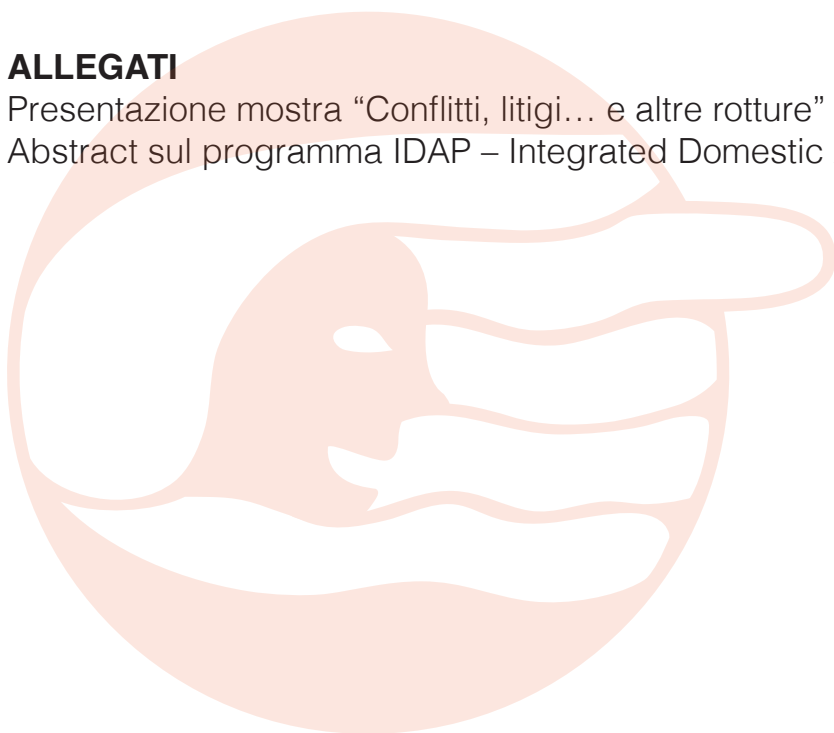 ALLEGATI
Presentazione mostra “Conflitti, litigi… e altre rotture”
Abstract sul programma IDAP – Integrated Domestic